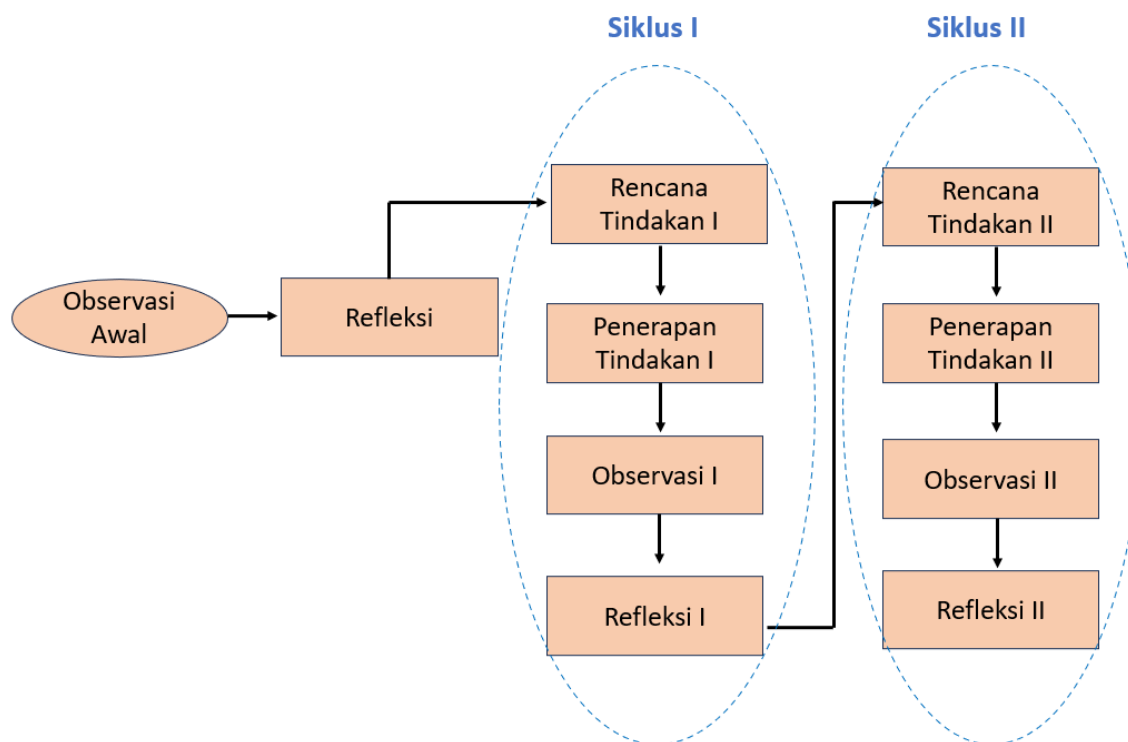 Siklus I
Siklus II
Observasi
Awal
Refleksi
Rencana
Tindakan I
Penerapan
Tindakan I
Observasi I
Refleksi I
Rencana
Tindakan II
Penerapan
Tindakan II
Observasi II
Refleksi II